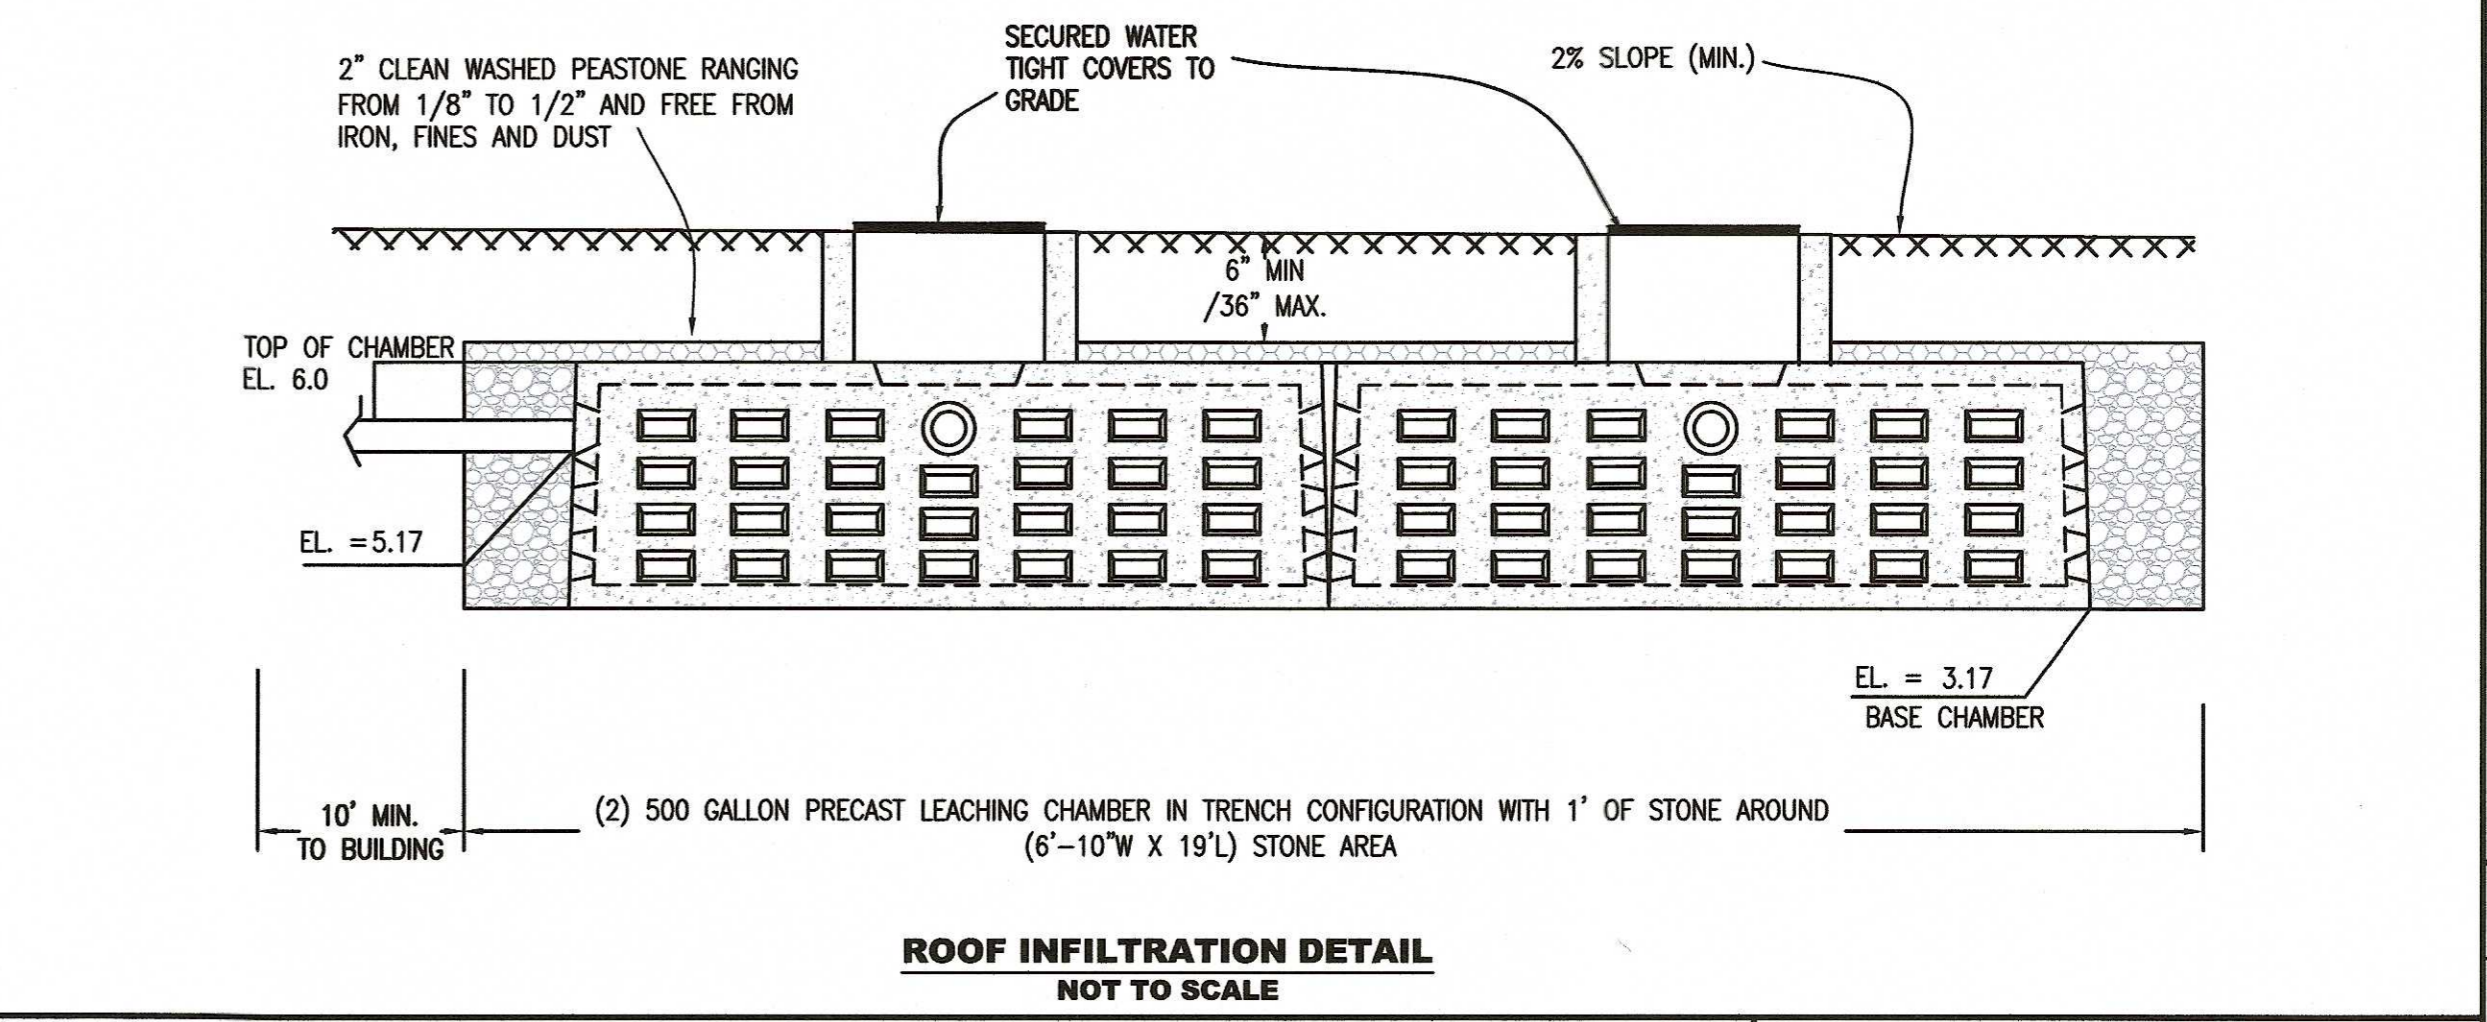 2" CLEAN WASHED PEASTONE RANGING
FROM 1/8" TO 1/2" AND FREE FROM
IRON, FINES AND DUST
SECURED WATER
TIGHT COVERS TO
GRADE
2% SLOPE (MIN.)
6" MIN
/36" MAX.
TOP OF CHAMBER
EL. 6.0
EL. =5.17
EL. = 3.17
BASE CHAMBER
10' MIN.
TO BUILDING
(2) 500 GALLON PRECAST LEACHING CHAMBER IN TRENCH CONFIGURATION WITH 1' OF STONE AROUND
(6'-10"W X 19'L) STONE AREA
ROOF INFILTRATION DETAIL
NOT TO SCALE